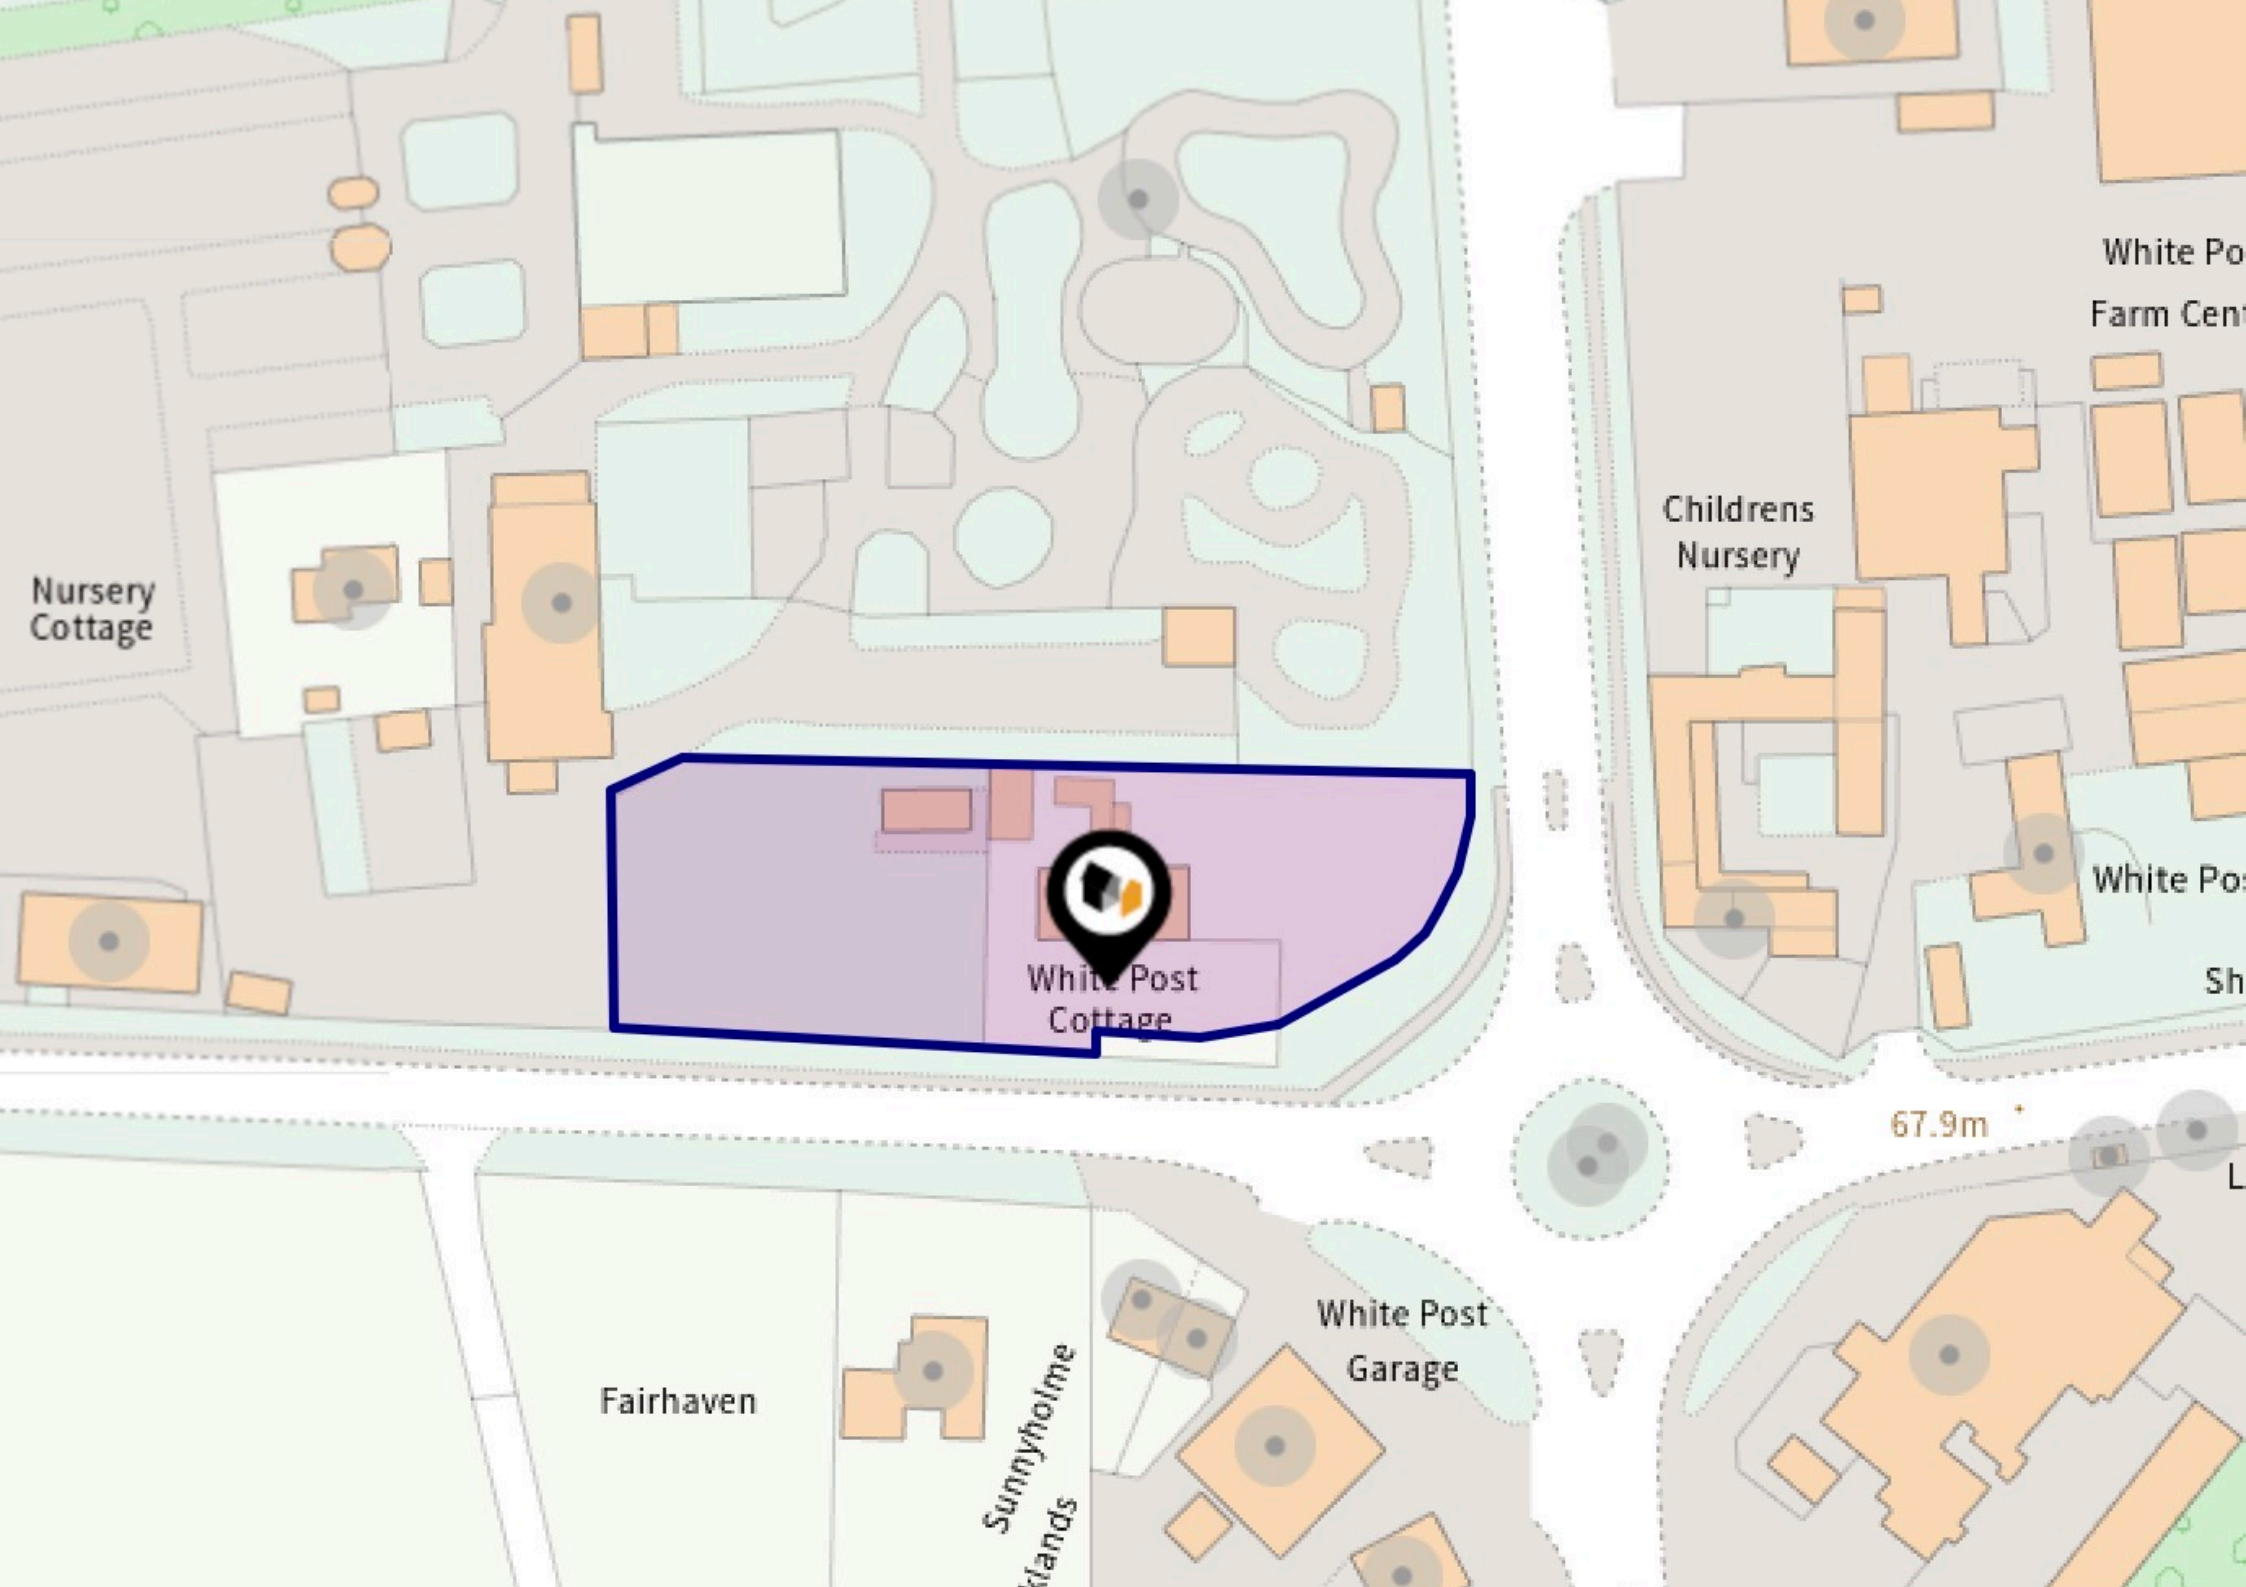 White Po
Farm Cent
Childrens
Nursery
Nursery
Cottage
White Pos
White Post
Cottage
Sh
67.9m
L
White Post
Garage
Fairhaven
Sunnyholme
klands